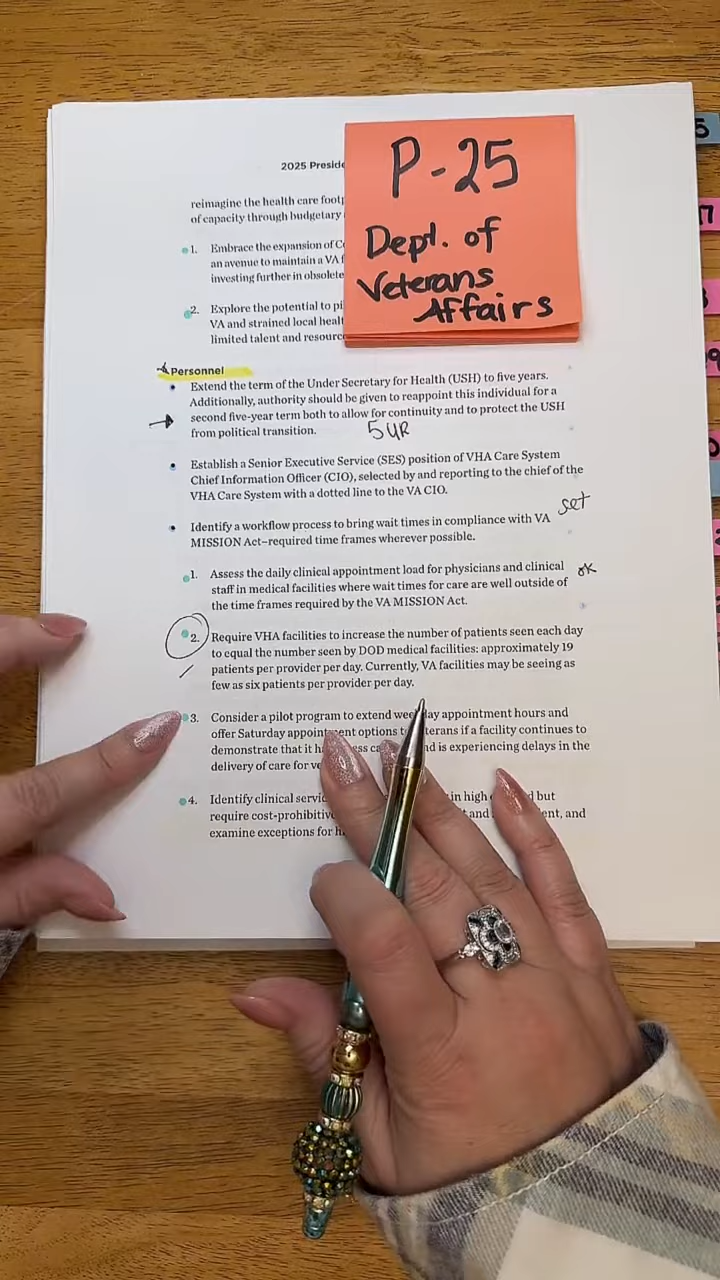 P-25
Dept. of
Veterans
Affairs
2025 Preside
reimagine the health care
of capacity through budgetary
1. Embrace the expansion of
an avenue to maintain a VA
investing further in obsolete
2. Explore the potential to
VA and strained local
limited talent and
Personnel
• Extend the term of the Under Secretary for Health (USH) to five years.
Additionally, authority should be given to reappoint this individual for a
second five-year term both to allow for continuity and to protect the USH
from political transition.
5 YR
• Establish a Senior Executive Service (SES) position of VHA Care System
Chief Information Officer (CIO), selected by and reporting to the chief of the
VHA Care System with a dotted line to the VA CIO.
set
• Identify a workflow process to bring wait times in compliance with VA
MISSION Act–required time frames wherever possible.
1. Assess the daily clinical appointment load for physicians and clinical
ok
staff in medical facilities where wait times for care are well outside of
the time frames required by the VA MISSION Act.
2. Require VHA facilities to increase the number of patients seen each day
to equal the number seen by DOD medical facilities: approximately 19
patients per provider per day. Currently, VA facilities may be seeing as
few as six patients per provider per day.
3. Consider a pilot program to extend weekday appointment hours and
offer Saturday appointment options to veterans if a facility continues to
demonstrate that it and is experiencing delays in the
delivery of care for
4. Identify clinical in high but
require and
examine exceptions for
5
7
9